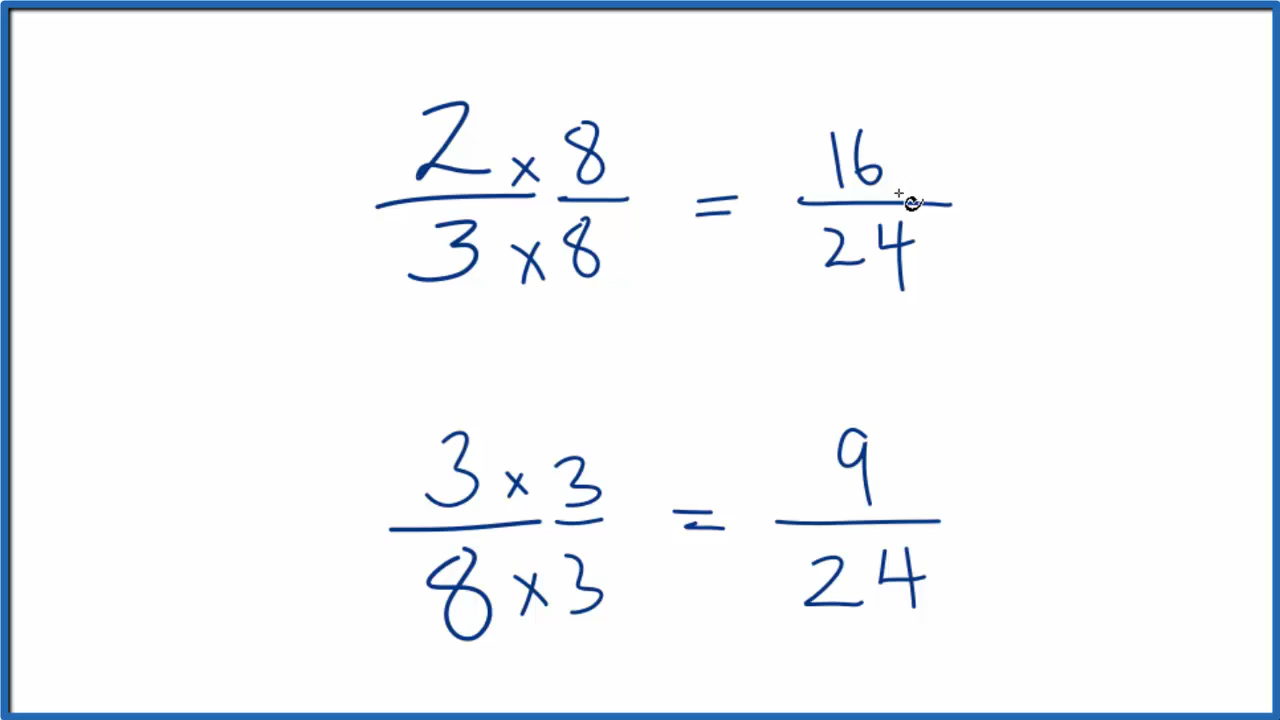 2 x 8 = 16
3 x 8 24
3 x 3 = 9
8 x 3 24